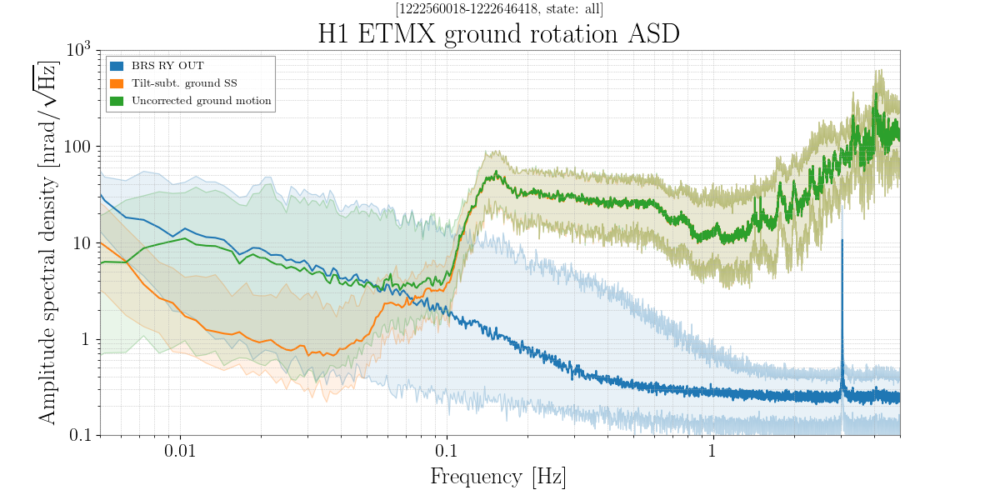 [1222560018-1222646418, state: all]
H1 ETMX ground rotation ASD
Amplitude spectral density [nrad/√Hz]
10³
100
10
1
0.1
BRS RY OUT
Tilt-subt. ground SS
Uncorrected ground motion
0.01
0.1
1
Frequency [Hz]